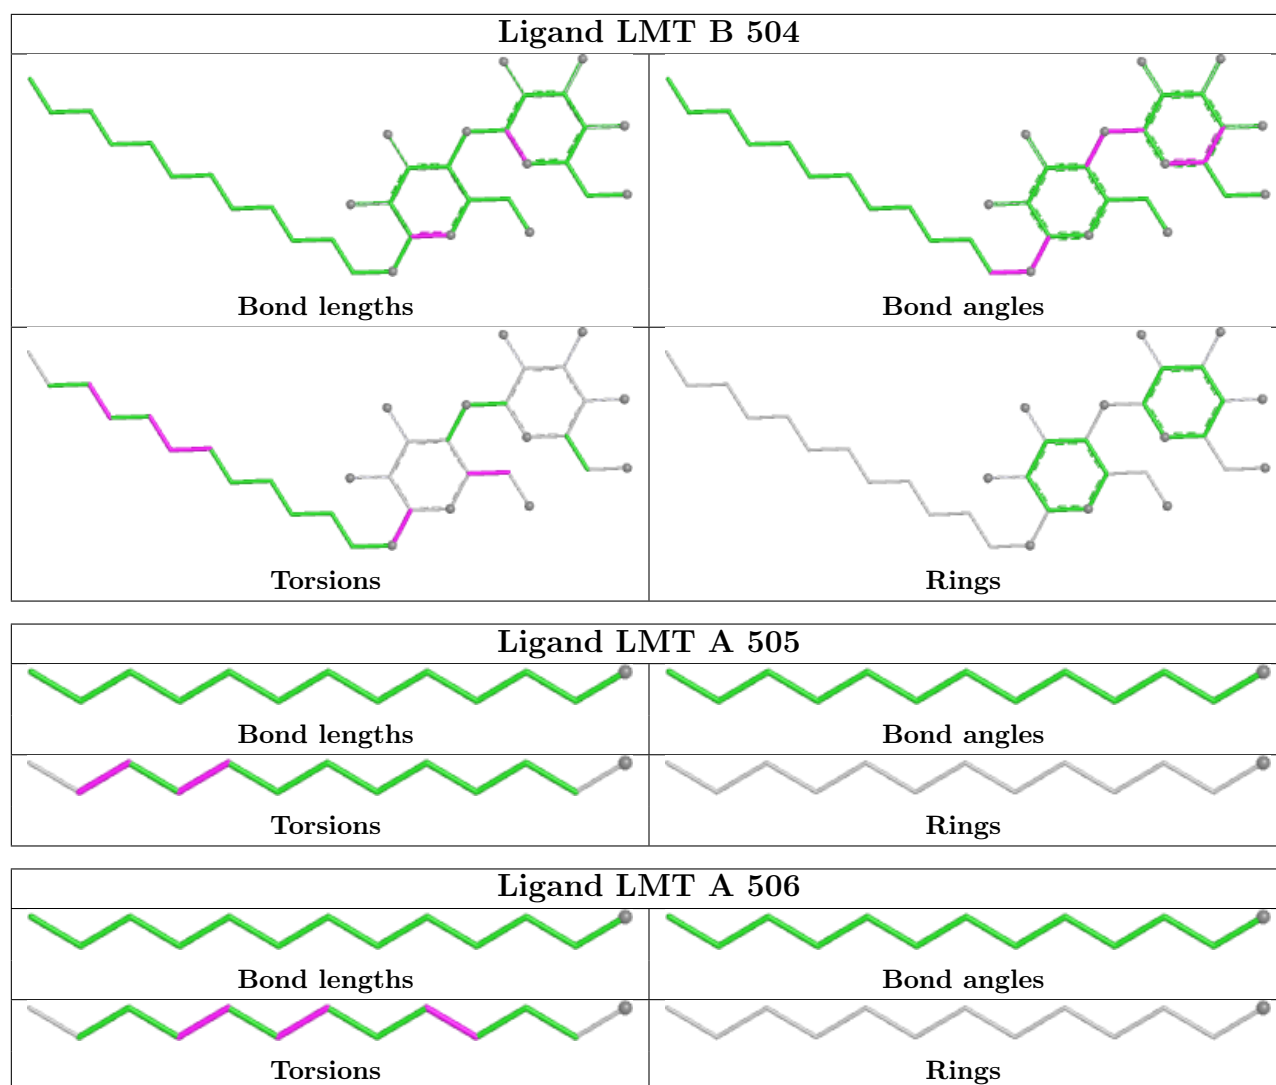 Ligand LMT B 504
Bond lengths
Bond angles
Torsions
Rings
Ligand LMT A 505
Bond lengths
Bond angles
Torsions
Rings
Ligand LMT A 506
Bond lengths
Bond angles
Torsions
Rings